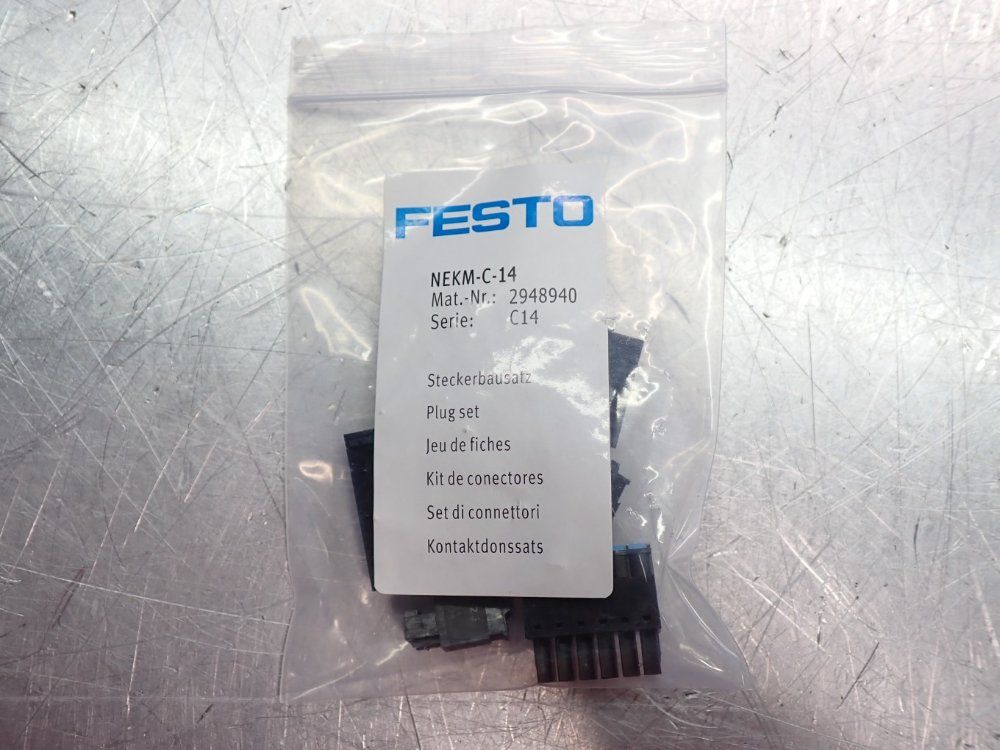 FESTO
NEKM-C-14
Mat.-Nr.: 2948940
Serie: C14
Steckerbausatz
Plug set
Jeu de fiches
Kit de conectores
Set di connettori
Kontaktdonssats